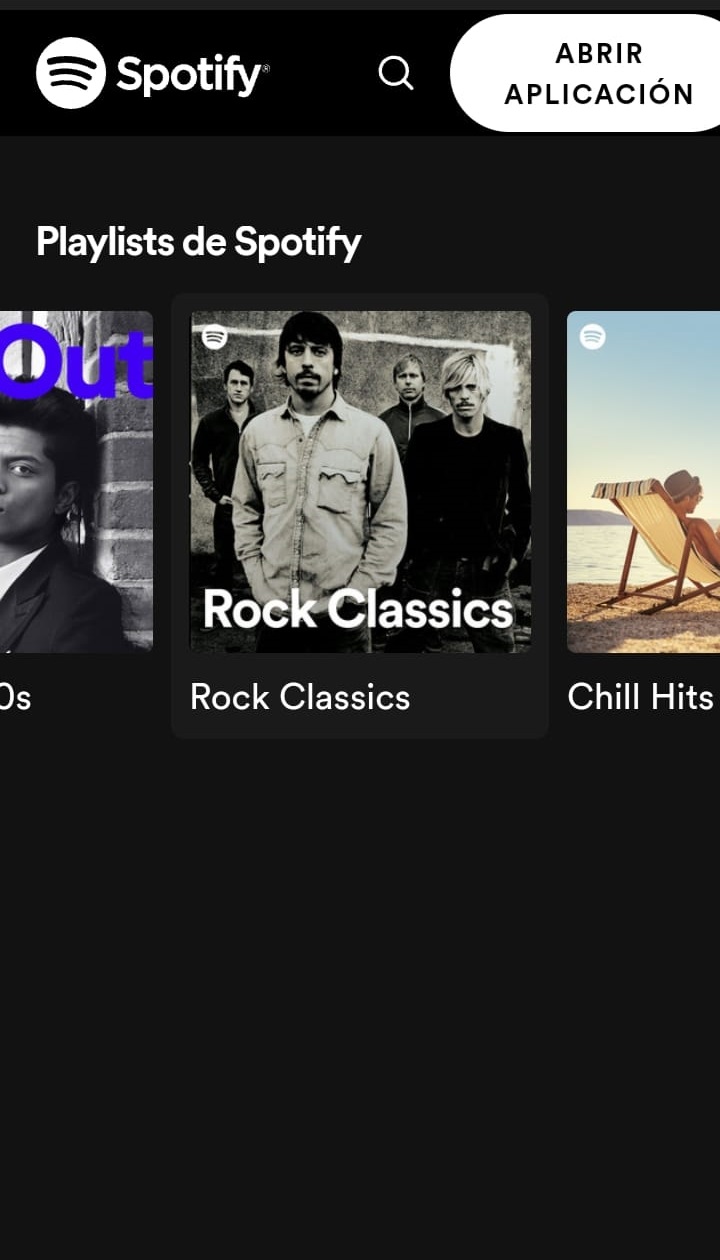 Spotify®
ABRIR
APLICACIÓN
Playlists de Spotify
Out
Rock Classics
0s
Rock Classics
Chill Hits